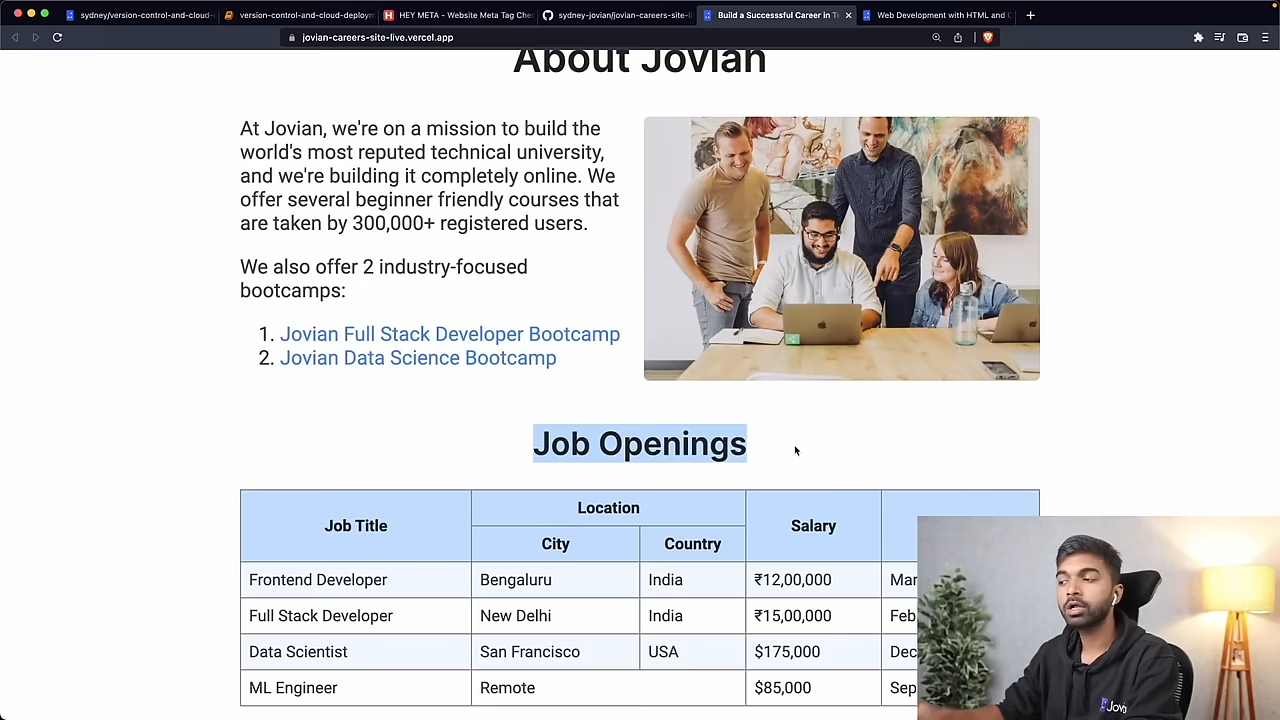 sydney/version-control-and-cloud-
version-control-and-cloud-deploym
HEY META - Website Meta Tag Che
sydney-jovian/jovian-careers-site-l
Build a Successsful Career in Te
Web Development with HTML and C
jovian-careers-site-live.vercel.app
About Jovian
At Jovian, we're on a mission to build the
world's most reputed technical university,
and we're building it completely online. We
offer several beginner friendly courses that
are taken by 300,000+ registered users.
We also offer 2 industry-focused
bootcamps:
1. Jovian Full Stack Developer Bootcamp
2. Jovian Data Science Bootcamp
Job Openings
Job Title Location Salary
City Country
Frontend Developer Bengaluru India ₹12,00,000 Mar
Full Stack Developer New Delhi India ₹15,00,000 Feb
Data Scientist San Francisco USA $175,000 Dec
ML Engineer Remote $85,000 Sep
Jov